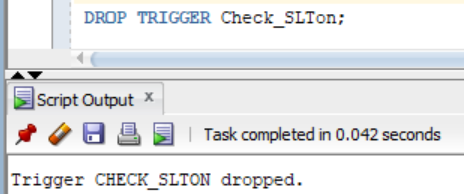 DROP TRIGGER Check_SLTon;
Script Output x
Task completed in 0.042 seconds
Trigger CHECK_SLTON dropped.